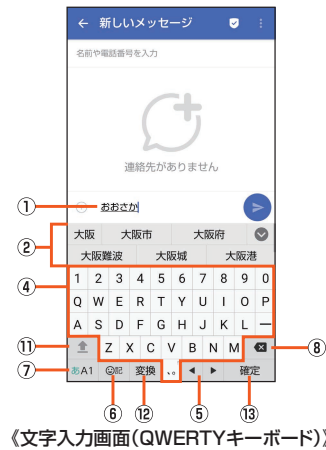 新しいメッセージ
名前や電話番号を入力
連絡先がありません
① おおさか
②
大阪 大阪市 大阪府
大阪難波 大阪城 大阪港
④
1 2 3 4 5 6 7 8 9 0
Q W E R T Y U I O P
A S D F G H J K L ー
⑪ Z X C V B N M ⑧
⑦ あA1 記 変換 、。 ◀ ▶ 確定
⑥ ⑫ ⑤ ⑬
《文字入力画面(QWERTYキーボード)》